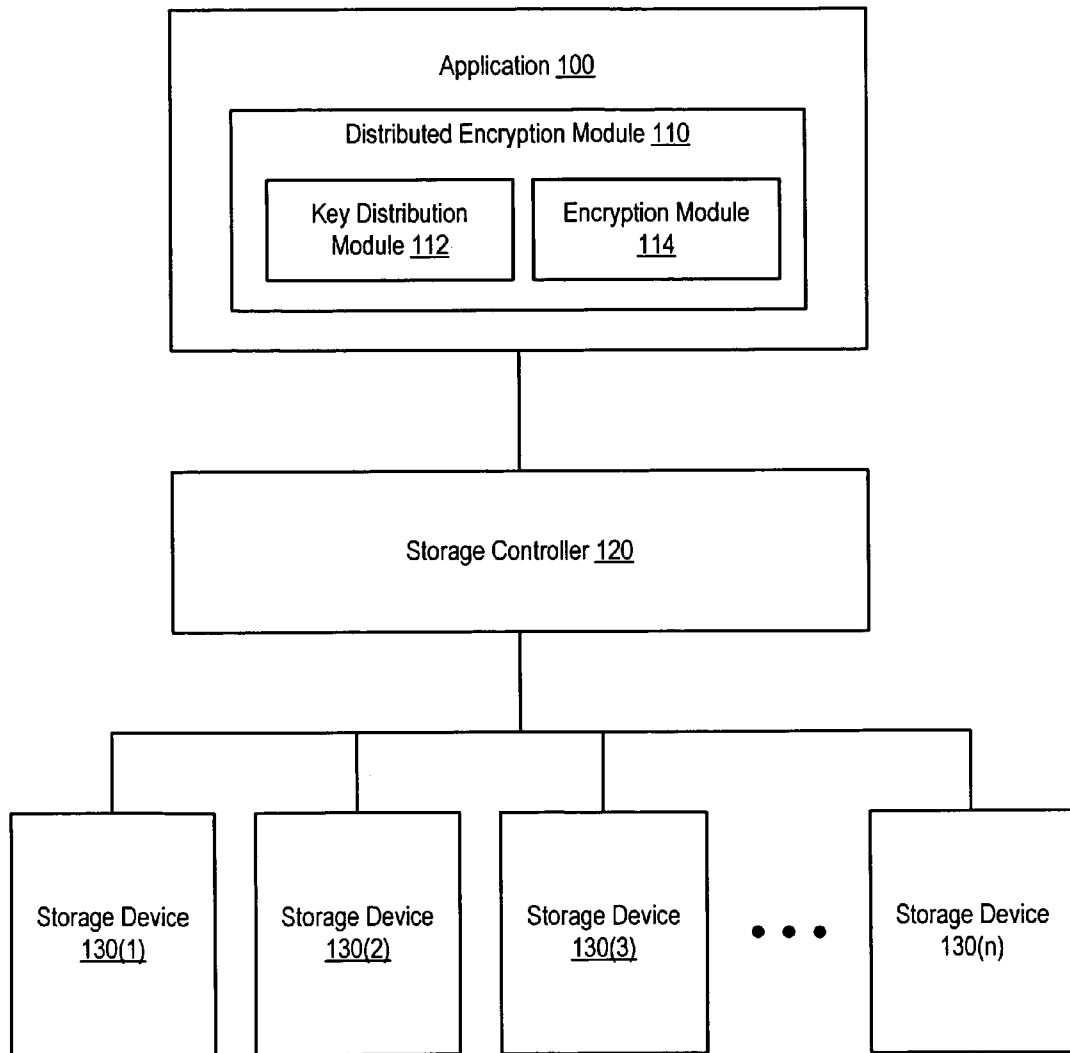 Application 100
Distributed Encryption Module 110
Key Distribution
Module 112
Encryption Module
114
Storage Controller 120
Storage Device
130(1)
Storage Device
130(2)
Storage Device
130(3)
Storage Device
130(n)